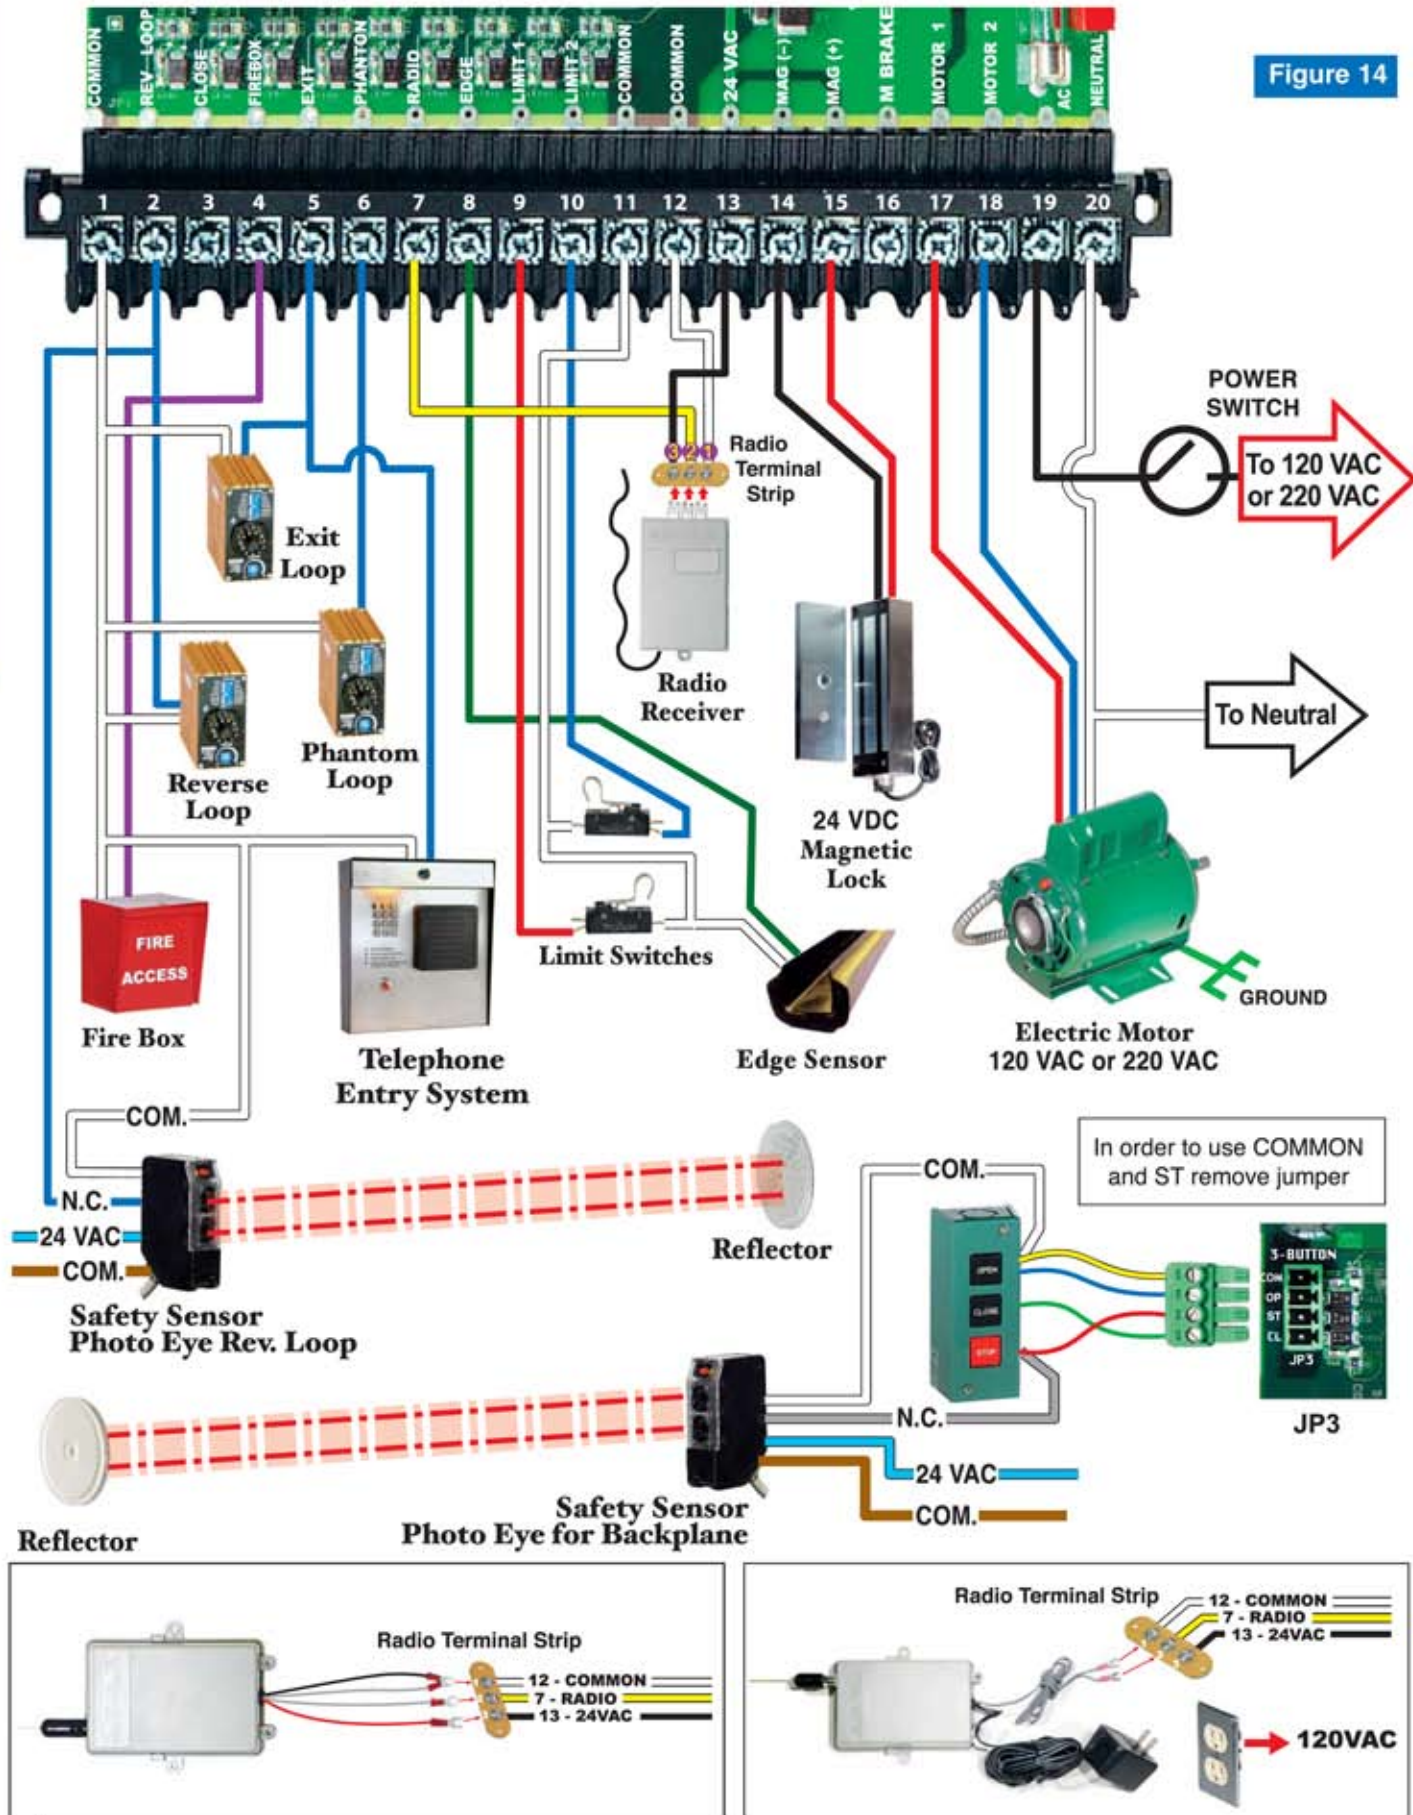 Figure 14
COMMON
REV LOOP
CLOSE
FIREBOX
EXIT
PHANTON
RADIO
EDGE
LIMIT 1
LIMIT 2
COMMON
COMMON
24 VAC
MAG (-)
MAG (+)
M BRAKE
MOTOR 1
MOTOR 2
AC
NEUTRAL
1 2 3 4 5 6 7 8 9 10 11 12 13 14 15 16 17 18 19 20
POWER
SWITCH
To 120 VAC
or 220 VAC
3 2 1
Radio
Terminal
Strip
Exit
Loop
Radio
Receiver
To Neutral
Phantom
Loop
Reverse
Loop
24 VDC
Magnetic
Lock
FIRE
ACCESS
Fire Box
Limit Switches
Telephone
Entry System
Edge Sensor
GROUND
Electric Motor
120 VAC or 220 VAC
COM.
N.C.
24 VAC
COM.
Safety Sensor
Photo Eye Rev. Loop
Reflector
In order to use COMMON
and ST remove jumper
COM.
OPEN
CLOSE
STOP
3-BUTTON
COM
OP
ST
CL
JP3
JP3
N.C.
24 VAC
COM.
Safety Sensor
Photo Eye for Backplane
Reflector
Radio Terminal Strip
12 - COMMON
7 - RADIO
13 - 24VAC
Radio Terminal Strip
12 - COMMON
7 - RADIO
13 - 24VAC
120VAC